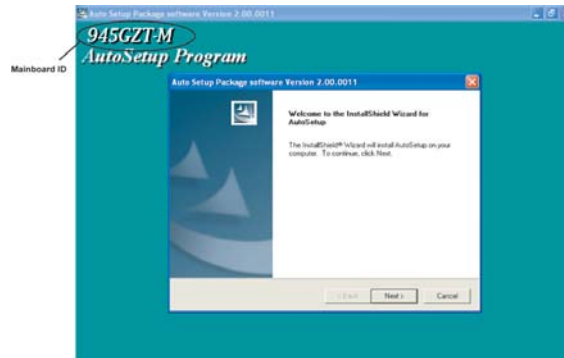 Auto Setup Package software Version 2.00.0011
945GZT-M
AutoSetup Program
Mainboard ID
Auto Setup Package software Version 2.00.0011
Welcome to the InstallShield Wizard for
AutoSetup
The InstallShield® Wizard will install AutoSetup on your
computer. To continue, click Next.
< Back
Next >
Cancel